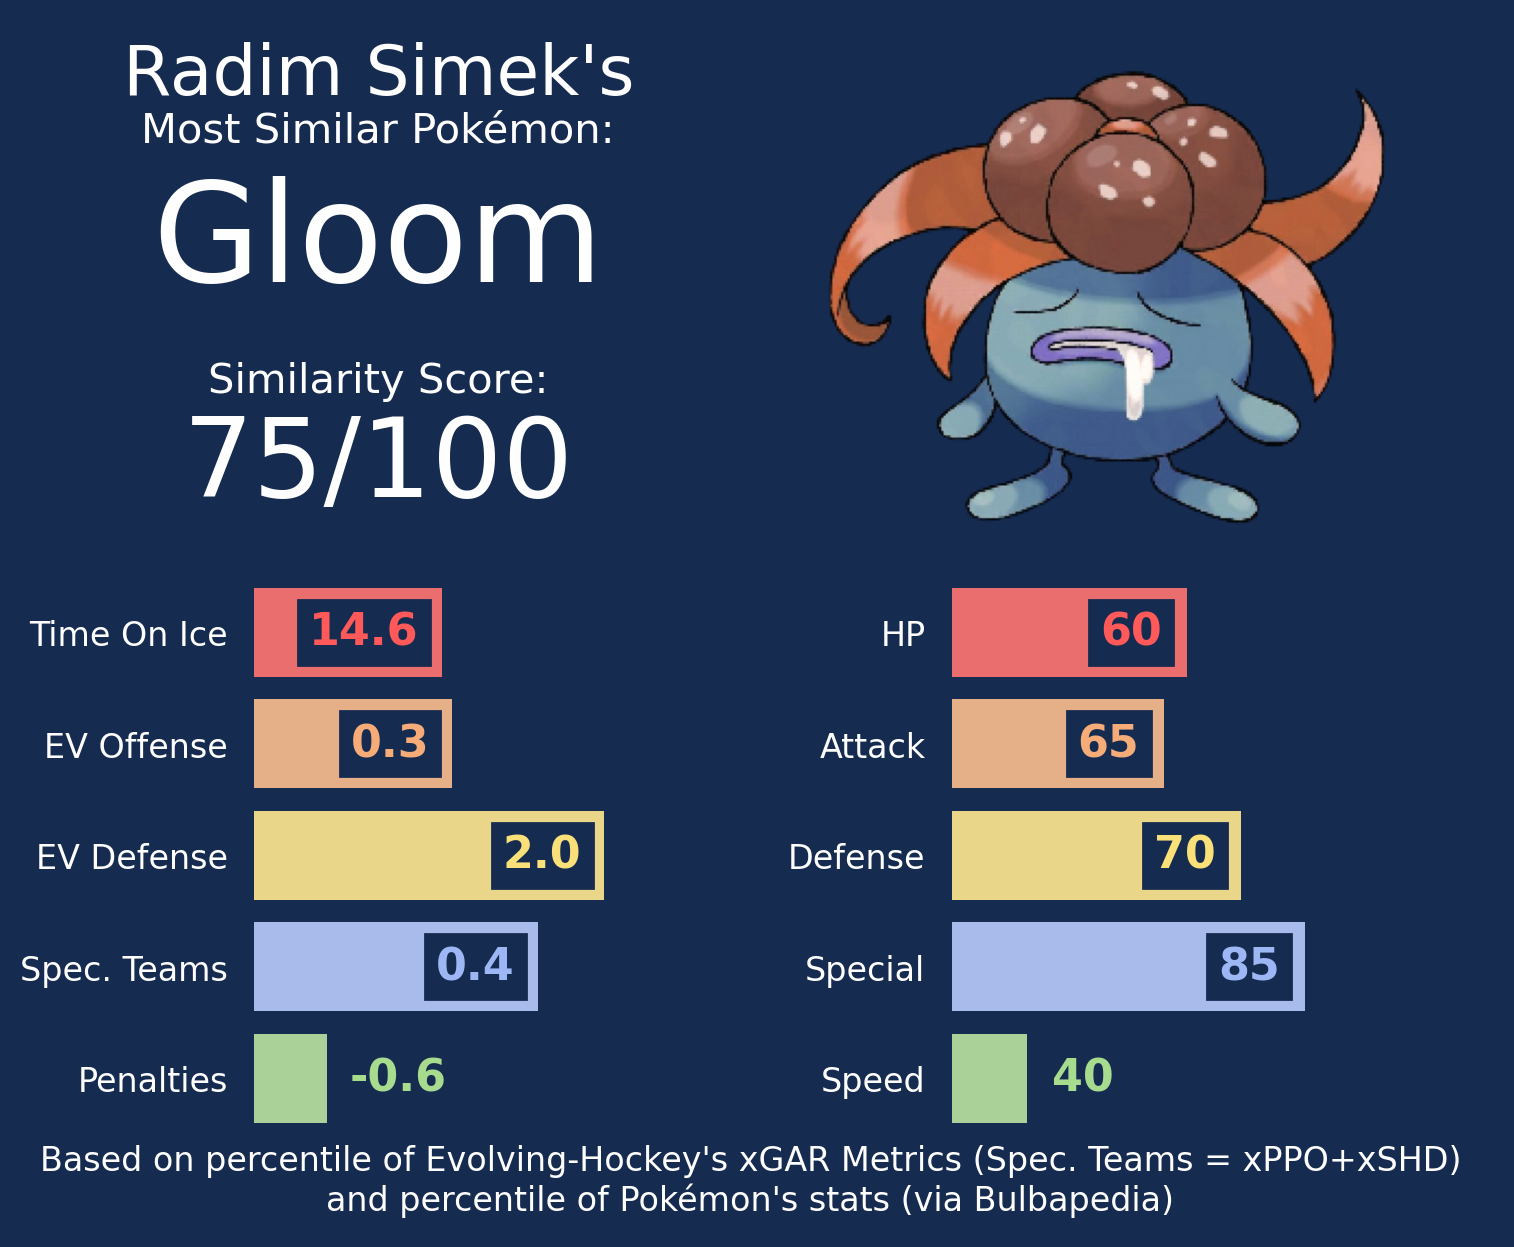 Radim Simek's
Most Similar Pokémon:
Gloom
Similarity Score:
75/100
Time On Ice 14.6
EV Offense 0.3
EV Defense 2.0
Spec. Teams 0.4
Penalties -0.6
HP 60
Attack 65
Defense 70
Special 85
Speed 40
Based on percentile of Evolving-Hockey's xGAR Metrics (Spec. Teams = xPPO+xSHD)
and percentile of Pokémon's stats (via Bulbapedia)